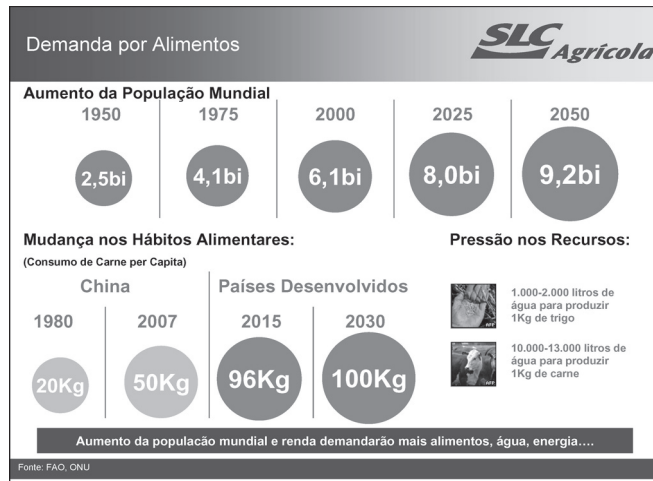 Demanda por Alimentos
SLC Agrícola
Aumento da População Mundial
1950 1975 2000 2025 2050
2,5bi 4,1bi 6,1bi 8,0bi 9,2bi
Mudança nos Hábitos Alimentares:
(Consumo de Carne per Capita)
China Países Desenvolvidos
1980 2007 2015 2030
20Kg 50Kg 96Kg 100Kg
Pressão nos Recursos:
AFP
1.000-2.000 litros de
água para produzir
1Kg de trigo
AFP
10.000-13.000 litros de
água para produzir
1Kg de carne
Aumento da populacão mundial e renda demandarão mais alimentos, água, energia....
Fonte: FAO, ONU